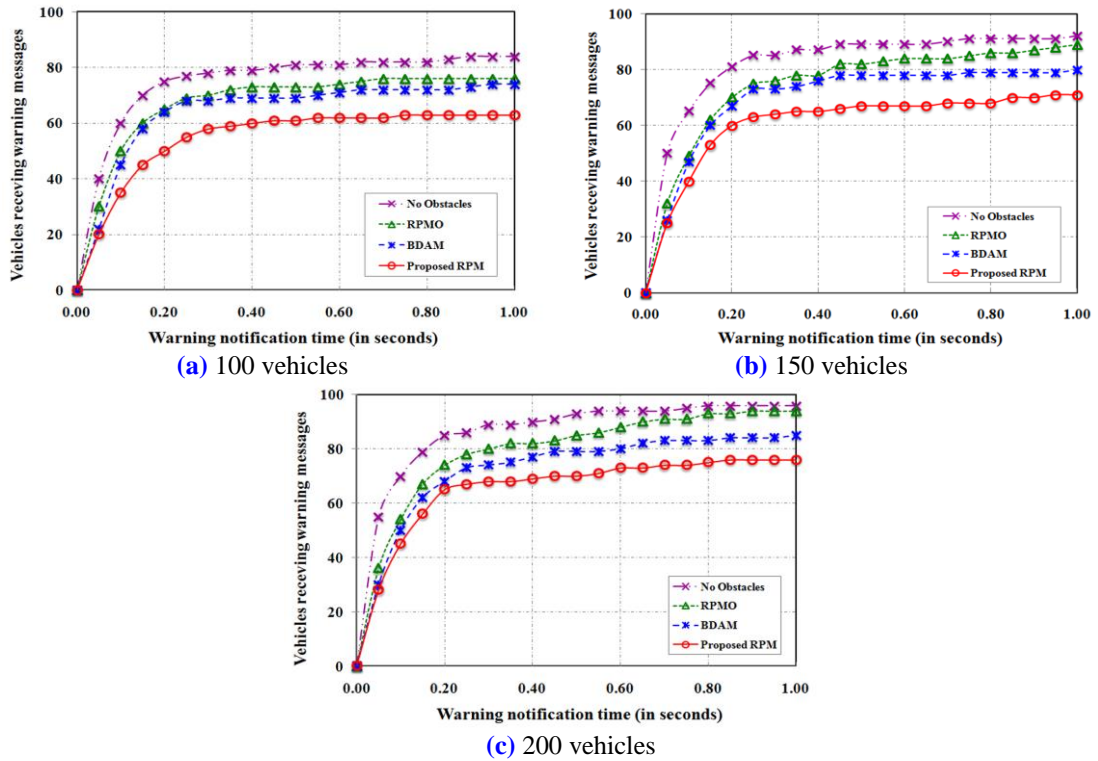 100
80
60
40
20
0
Vehicles receving warning messages
No Obstacles
RPMO
BDAM
Proposed RPM
0.00 0.20 0.40 0.60 0.80 1.00
Warning notification time (in seconds)
(a) 100 vehicles
100
80
60
40
20
0
Vehicles receving warning messages
No Obstacles
RPMO
BDAM
Proposed RPM
0.00 0.20 0.40 0.60 0.80 1.00
Warning notification time (in seconds)
(b) 150 vehicles
100
80
60
40
20
0
Vehicles receving warning messages
No Obstacles
RPMO
BDAM
Proposed RPM
0.00 0.20 0.40 0.60 0.80 1.00
Warning notification time (in seconds)
(c) 200 vehicles